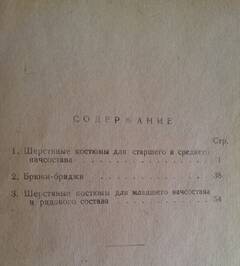 СОДЕРЖАНИЕ
Стр.
1. Шерстяные костюмы для старшего и среднего
начсостава . . . . . . . . . . 1
2. Брюки-бриджи . . . . . . . . . 38
3. Шерстяные костюмы для младшего начсостава
и рядового состава . . . . . . . . 54